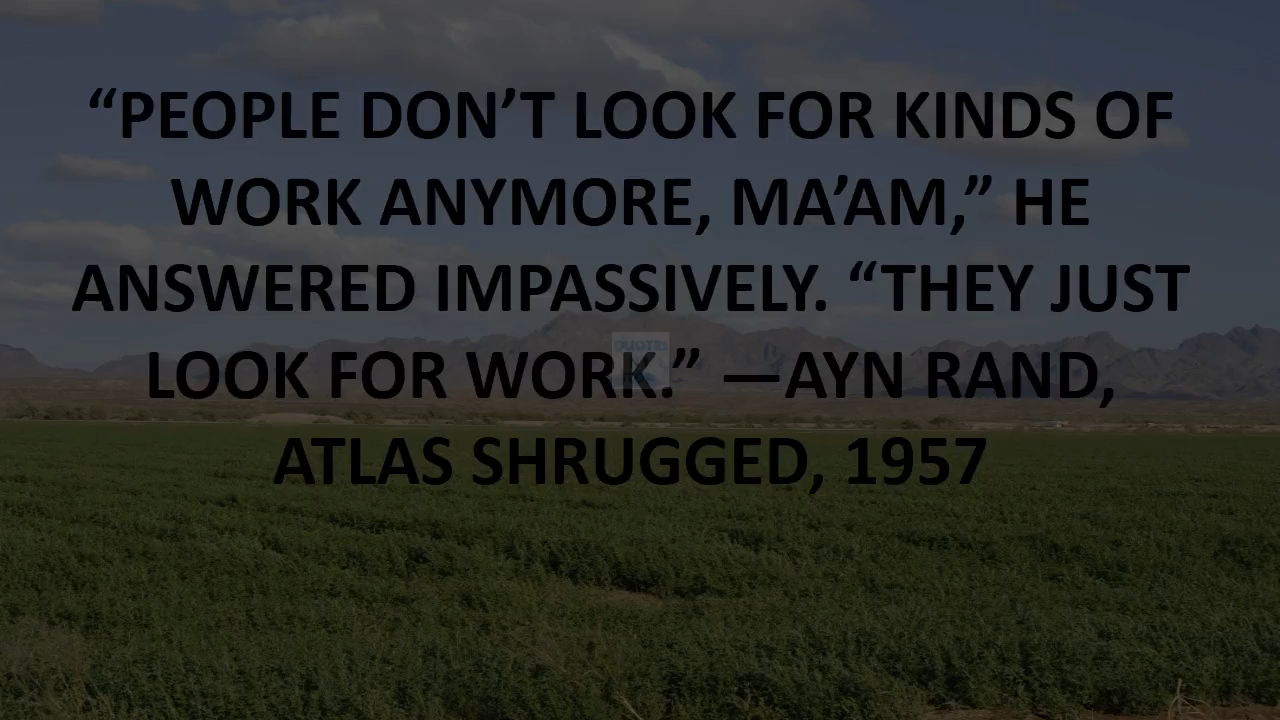 “PEOPLE DON’T LOOK FOR KINDS OF
WORK ANYMORE, MA’AM,” HE
ANSWERED IMPASSIVELY. “THEY JUST
LOOK FOR WORK.” —AYN RAND,
ATLAS SHRUGGED, 1957
QUOTES